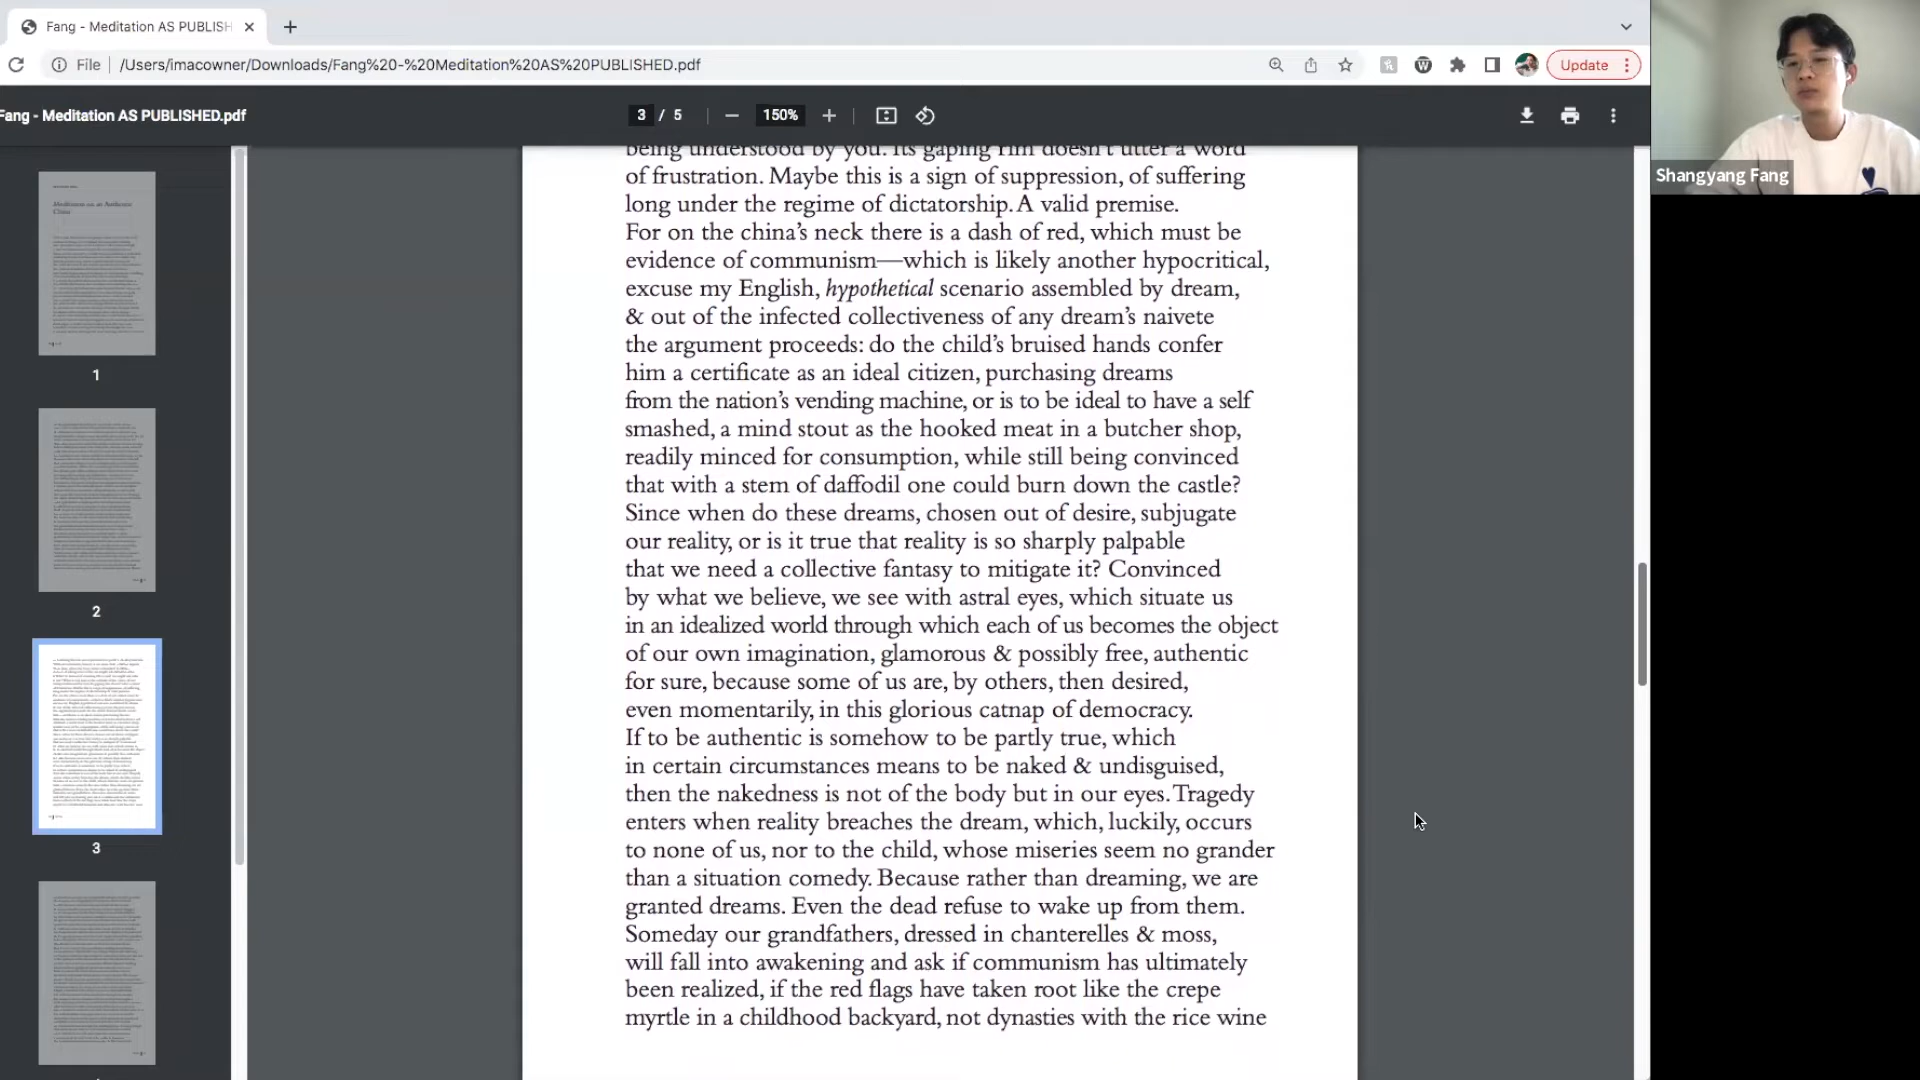 Fang - Meditation AS PUBLISH
File
/Users/imacowner/Downloads/Fang%20-%20Meditation%20AS%20PUBLISHED.pdf
Update
Fang - Meditation AS PUBLISHED.pdf
3 / 5
150%
Shangyang Fang
1
2
3
being understood by you. Its gaping rim doesn't utter a word
of frustration. Maybe this is a sign of suppression, of suffering
long under the regime of dictatorship. A valid premise.
For on the china's neck there is a dash of red, which must be
evidence of communism—which is likely another hypocritical,
excuse my English, hypothetical scenario assembled by dream,
& out of the infected collectiveness of any dream's naivete
the argument proceeds: do the child's bruised hands confer
him a certificate as an ideal citizen, purchasing dreams
from the nation's vending machine, or is to be ideal to have a self
smashed, a mind stout as the hooked meat in a butcher shop,
readily minced for consumption, while still being convinced
that with a stem of daffodil one could burn down the castle?
Since when do these dreams, chosen out of desire, subjugate
our reality, or is it true that reality is so sharply palpable
that we need a collective fantasy to mitigate it? Convinced
by what we believe, we see with astral eyes, which situate us
in an idealized world through which each of us becomes the object
of our own imagination, glamorous & possibly free, authentic
for sure, because some of us are, by others, then desired,
even momentarily, in this glorious catnap of democracy.
If to be authentic is somehow to be partly true, which
in certain circumstances means to be naked & undisguised,
then the nakedness is not of the body but in our eyes. Tragedy
enters when reality breaches the dream, which, luckily, occurs
to none of us, nor to the child, whose miseries seem no grander
than a situation comedy. Because rather than dreaming, we are
granted dreams. Even the dead refuse to wake up from them.
Someday our grandfathers, dressed in chanterelles & moss,
will fall into awakening and ask if communism has ultimately
been realized, if the red flags have taken root like the crepe
myrtle in a childhood backyard, not dynasties with the rice wine